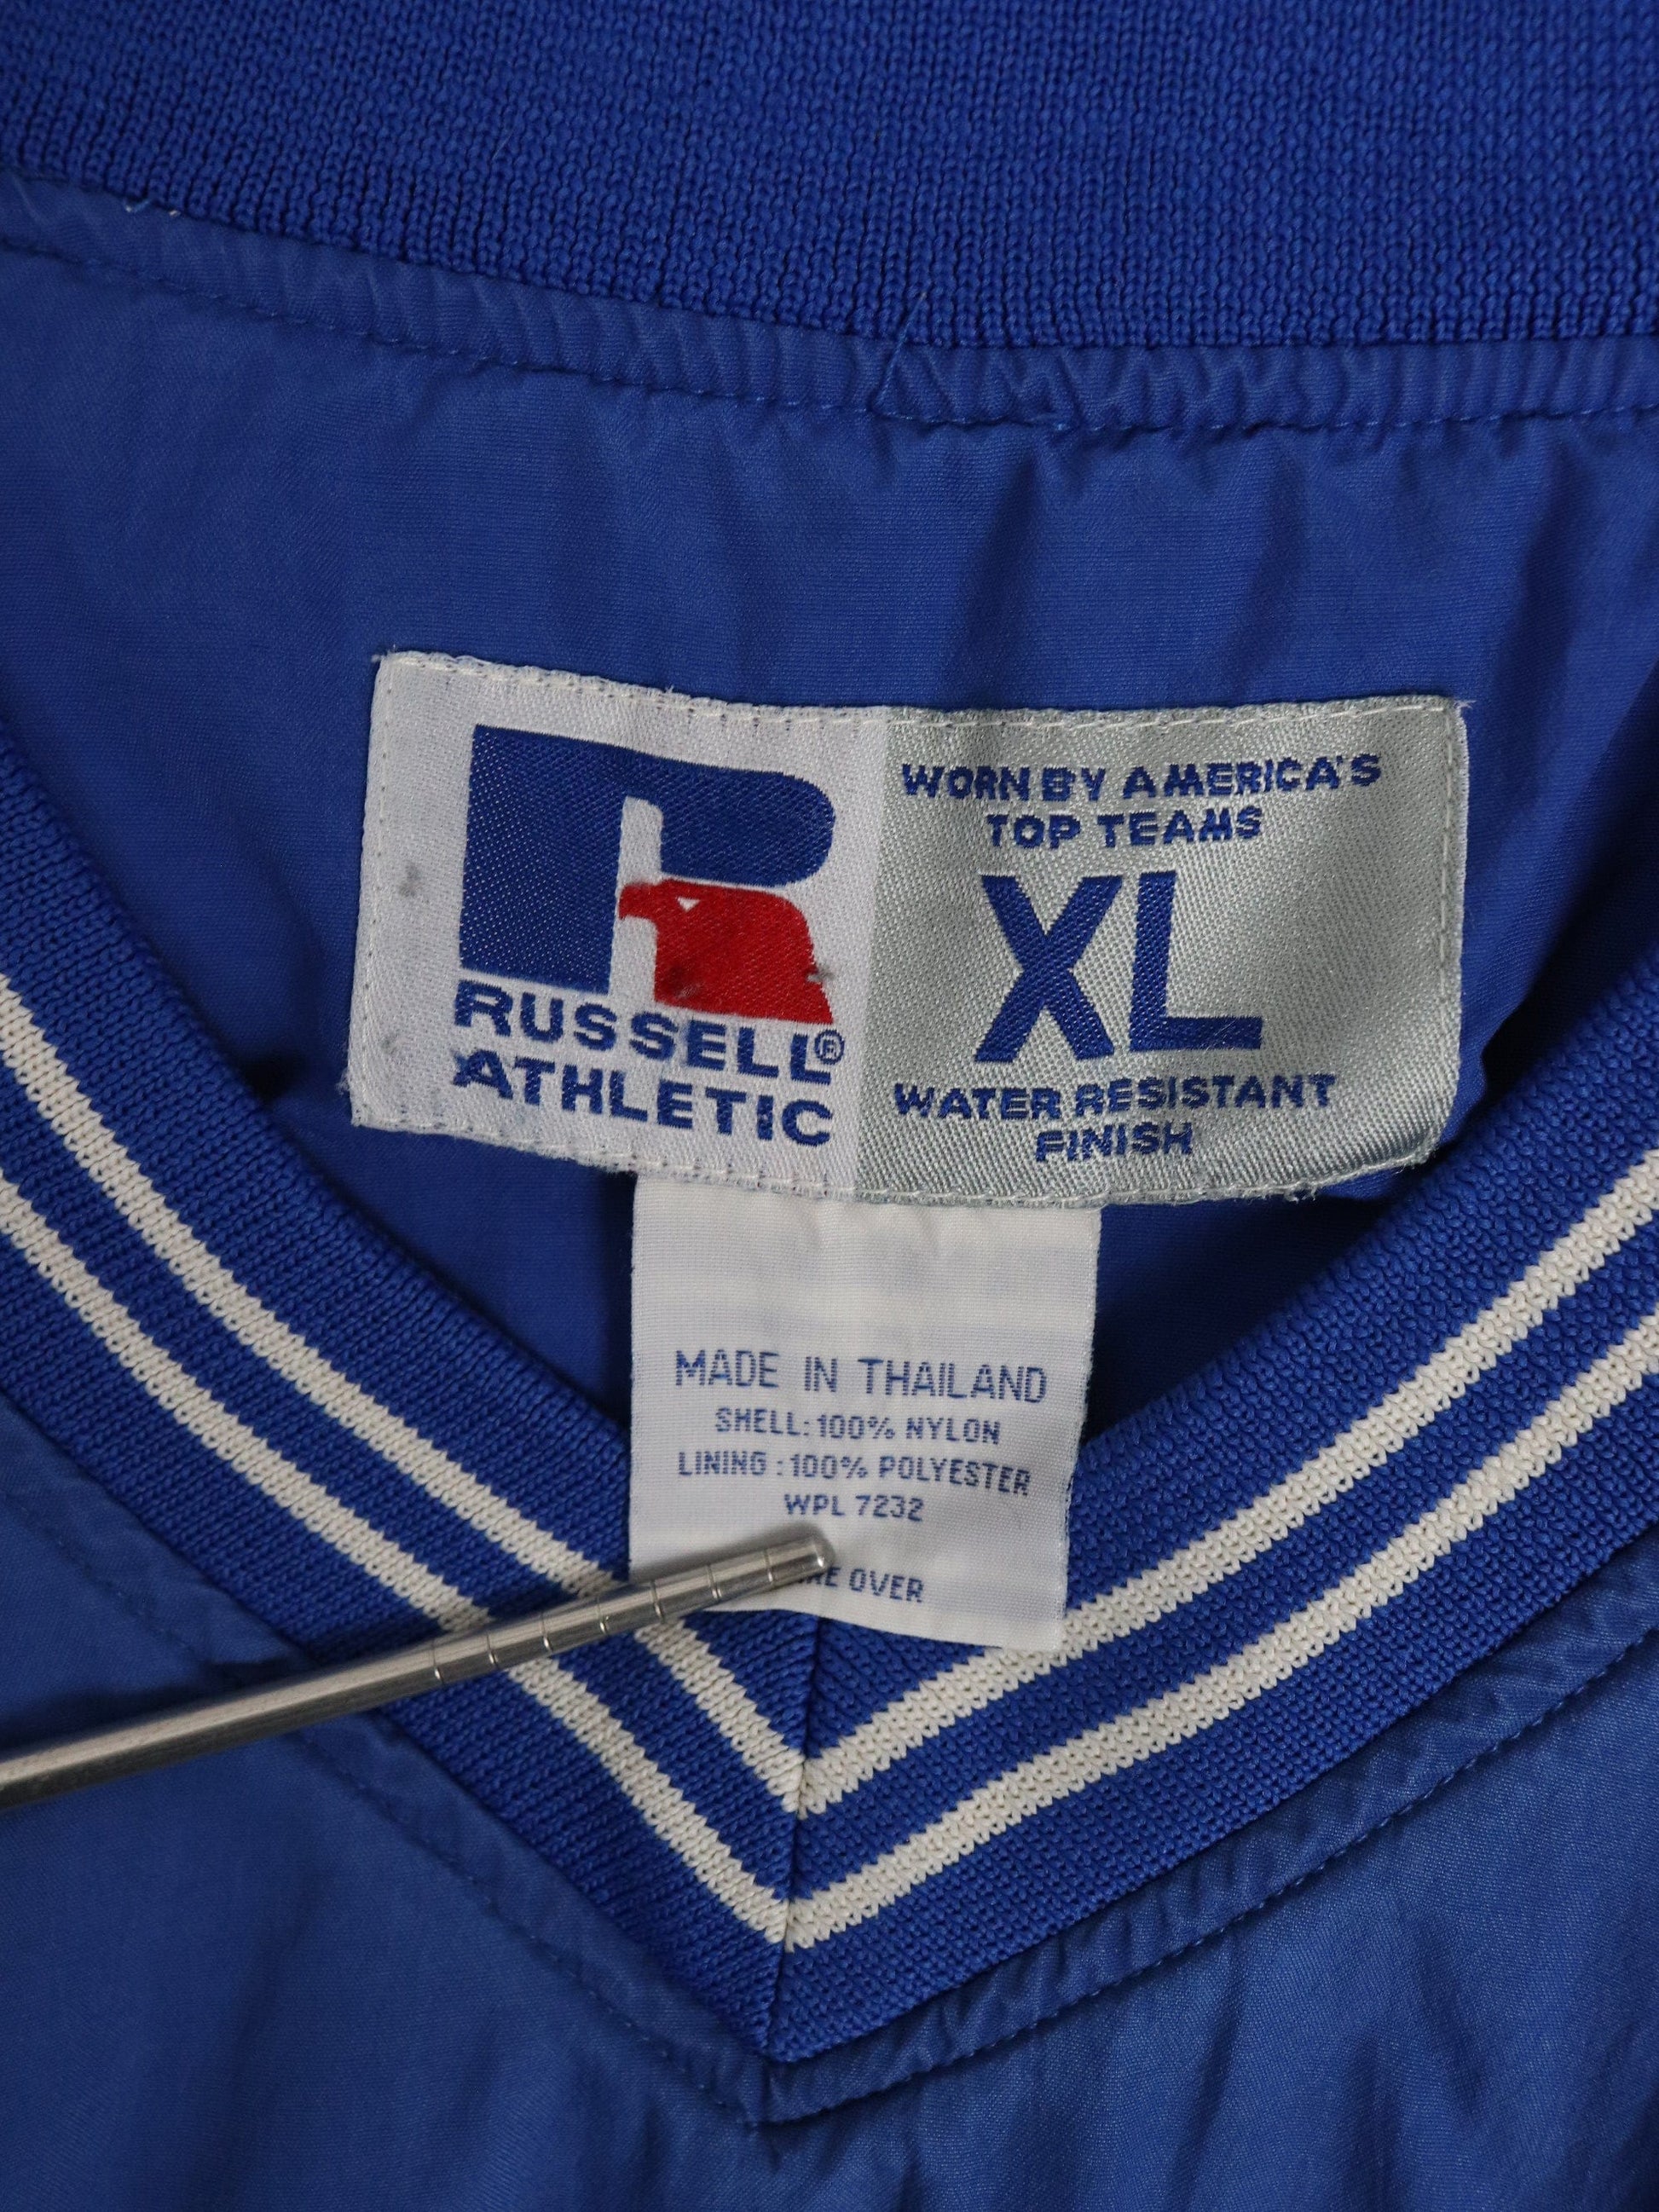 RUSSELL®
ATHLETIC
WORN BY AMERICA'S
TOP TEAMS
XL
WATER RESISTANT
FINISH
MADE IN THAILAND
SHELL: 100% NYLON
LINING : 100% POLYESTER
WPL 7232
OVER